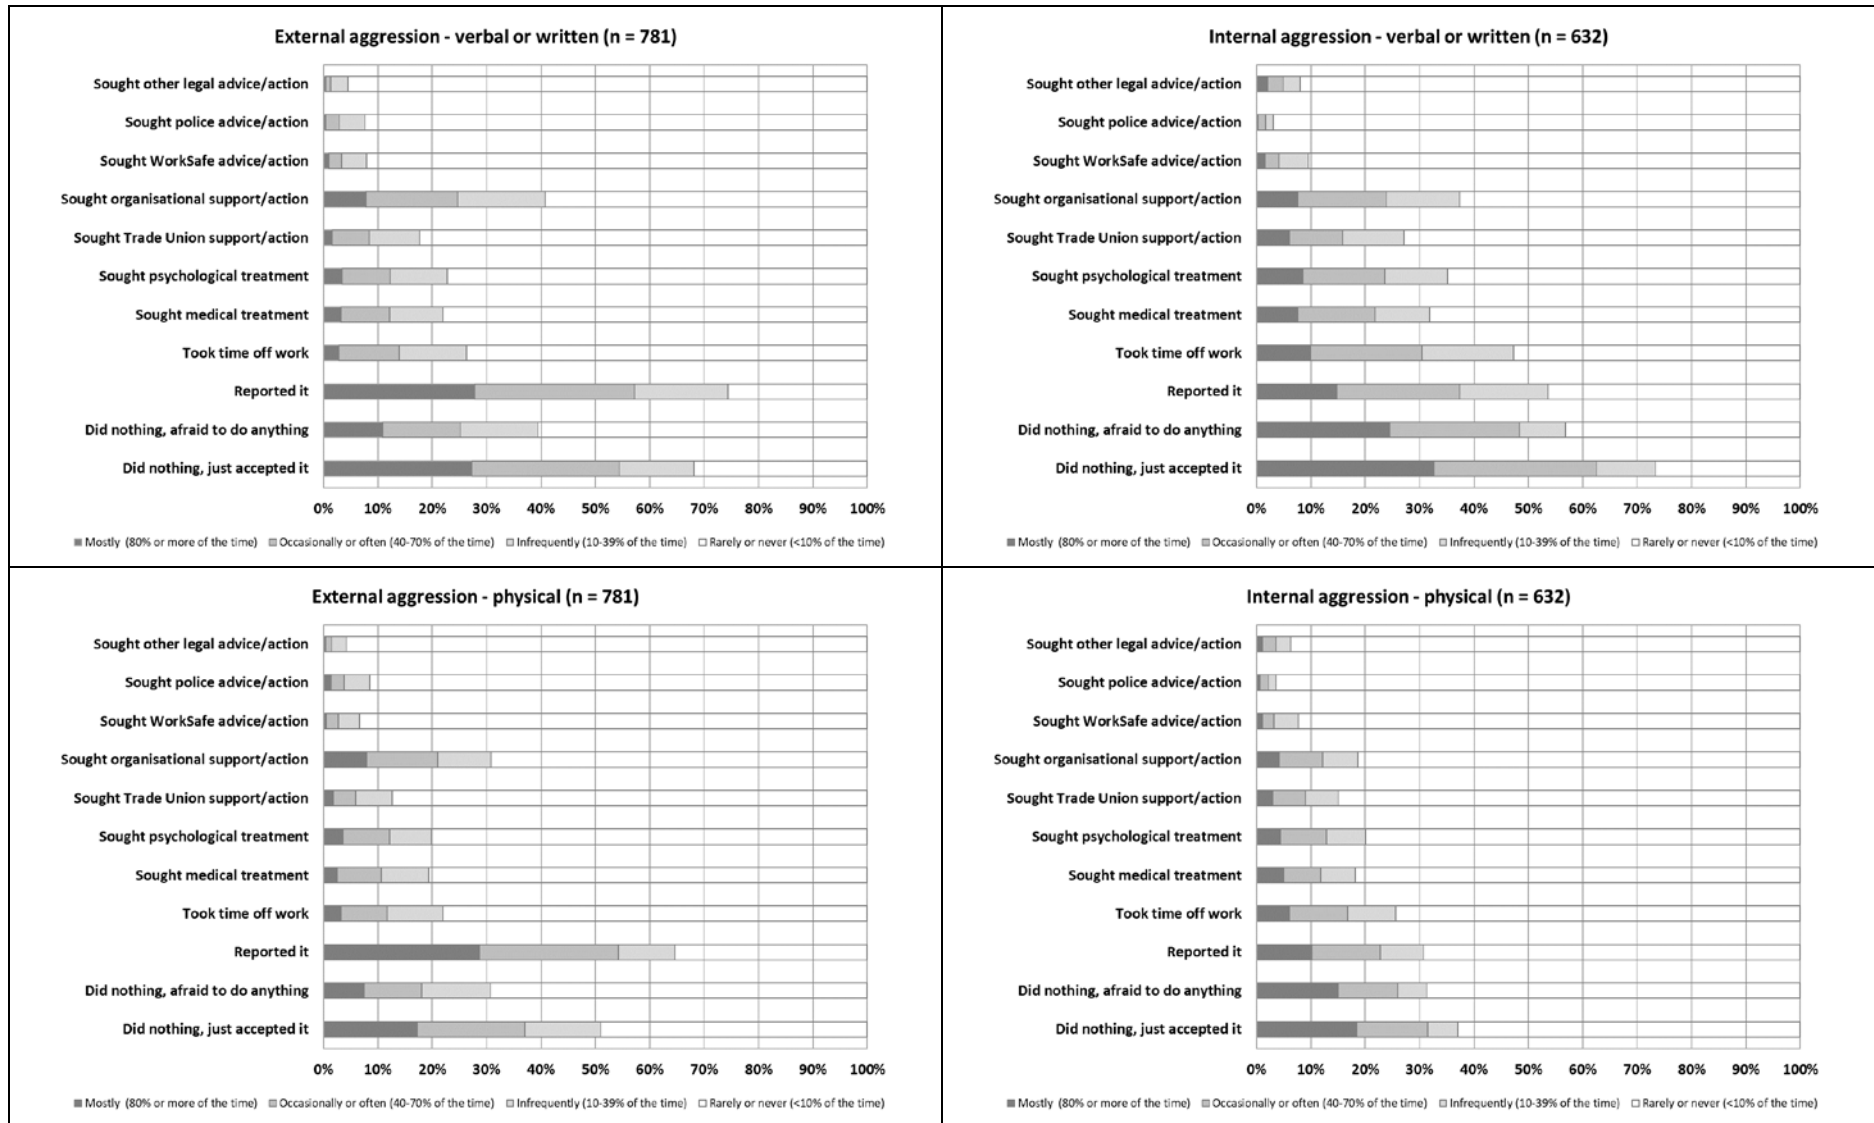 External aggression - verbal or written (n = 781)
Sought other legal advice/action
Sought police advice/action
Sought WorkSafe advice/action
Sought organisational support/action
Sought Trade Union support/action
Sought psychological treatment
Sought medical treatment
Took time off work
Reported it
Did nothing, afraid to do anything
Did nothing, just accepted it
0% 10% 20% 30% 40% 50% 60% 70% 80% 90% 100%
Mostly (80% or more of the time) Occasionally or often (40-70% of the time) Infrequently (10-39% of the time) Rarely or never (<10% of the time)
Internal aggression - verbal or written (n = 632)
Sought other legal advice/action
Sought police advice/action
Sought WorkSafe advice/action
Sought organisational support/action
Sought Trade Union support/action
Sought psychological treatment
Sought medical treatment
Took time off work
Reported it
Did nothing, afraid to do anything
Did nothing, just accepted it
0% 10% 20% 30% 40% 50% 60% 70% 80% 90% 100%
Mostly (80% or more of the time) Occasionally or often (40-70% of the time) Infrequently (10-39% of the time) Rarely or never (<10% of the time)
External aggression - physical (n = 781)
Sought other legal advice/action
Sought police advice/action
Sought WorkSafe advice/action
Sought organisational support/action
Sought Trade Union support/action
Sought psychological treatment
Sought medical treatment
Took time off work
Reported it
Did nothing, afraid to do anything
Did nothing, just accepted it
0% 10% 20% 30% 40% 50% 60% 70% 80% 90% 100%
Mostly (80% or more of the time) Occasionally or often (40-70% of the time) Infrequently (10-39% of the time) Rarely or never (<10% of the time)
Internal aggression - physical (n = 632)
Sought other legal advice/action
Sought police advice/action
Sought WorkSafe advice/action
Sought organisational support/action
Sought Trade Union support/action
Sought psychological treatment
Sought medical treatment
Took time off work
Reported it
Did nothing, afraid to do anything
Did nothing, just accepted it
0% 10% 20% 30% 40% 50% 60% 70% 80% 90% 100%
Mostly (80% or more of the time) Occasionally or often (40-70% of the time) Infrequently (10-39% of the time) Rarely or never (<10% of the time)